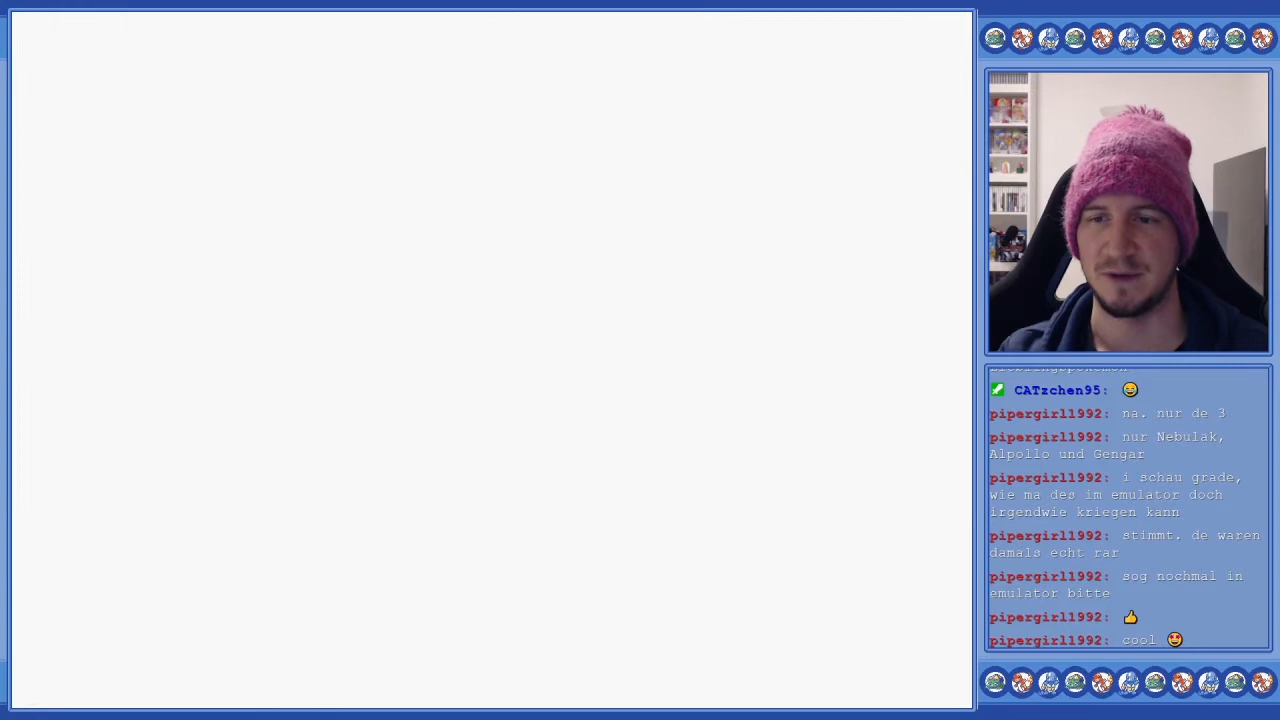 CATzchen95: 😄
pipergirl1992: na. nur de 3
pipergirl1992: nur Nebulak,
Alpollo und Gengar
pipergirl1992: i schau grade,
wie ma des im emulator doch
irgendwie kriegen kann
pipergirl1992: stimmt. de waren
damals echt rar
pipergirl1992: sog nochmal in
emulator bitte
pipergirl1992: 👍
pipergirl1992: cool 🤩